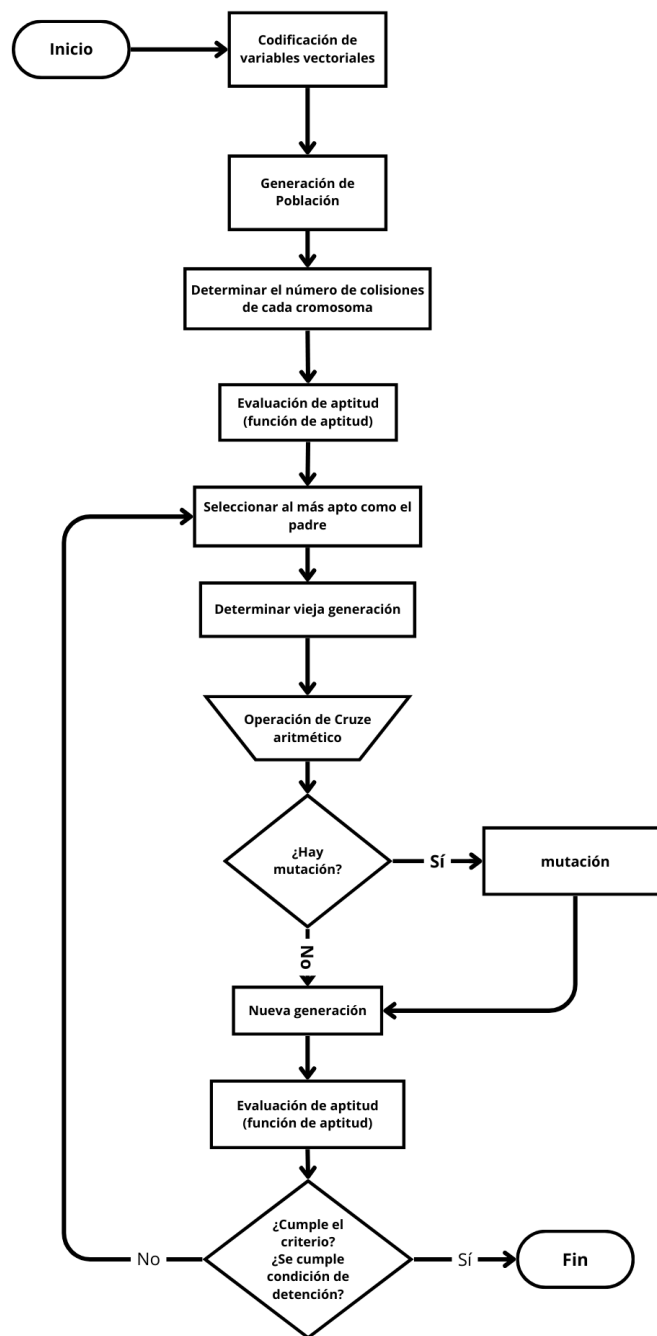 Inicio
Codificación de
variables vectoriales
Generación de
Población
Determinar el número de colisiones
de cada cromosoma
Evaluación de aptitud
(función de aptitud)
Seleccionar al más apto como el
padre
Determinar vieja generación
Operación de Cruze
aritmético
¿Hay
mutación?
Sí
mutación
No
Nueva generación
Evaluación de aptitud
(función de aptitud)
¿Cumple el
criterio?
¿Se cumple
condición de
detención?
No
Sí
Fin